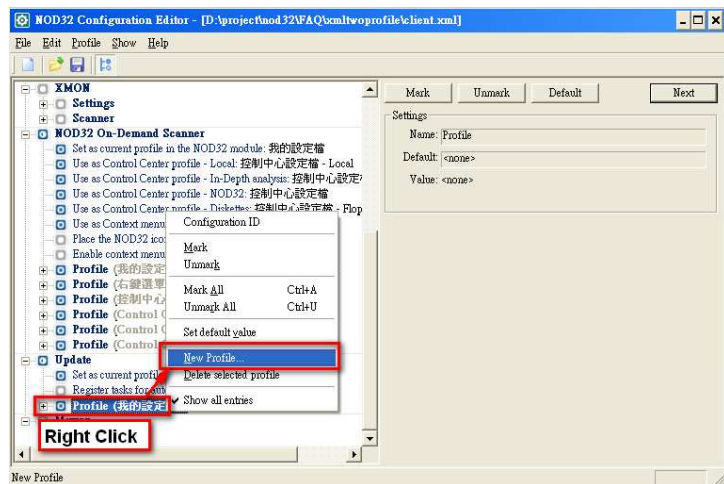 NOD32 Configuration Editor - [D:\project\nod32\FAQ\xmltwoprofile\client.xml]
File Edit Profile Show Help
XMON
Settings
Scanner
NOD32 On-Demand Scanner
Set as current profile in the NOD32 module: 我的設定檔
Use as Control Center profile - Local: 控制中心設定檔 - Local
Use as Control Center profile - In-Depth analysis: 控制中心設定
Use as Control Center profile - NOD32: 控制中心設定檔
Use as Control Center profile - Diskettes: 控制中心設定檔 - Flop
Use as Context menu
Place the NOD32 ico
Enable context menu
Profile (我的設定
Profile (右鍵選單
Profile (控制中心
Profile (Control C
Profile (Control C
Profile (Control C
Update
Set as current profil
Register tasks for aut
Profile (我的設定
Right Click
Configuration ID
Mark
Unmark
Mark All Ctrl+A
Unmark All Ctrl+U
Set default value
New Profile...
Delete selected profile
Show all entries
Mark Unmark Default Next
Settings
Name: Profile
Default: <none>
Value: <none>
New Profile